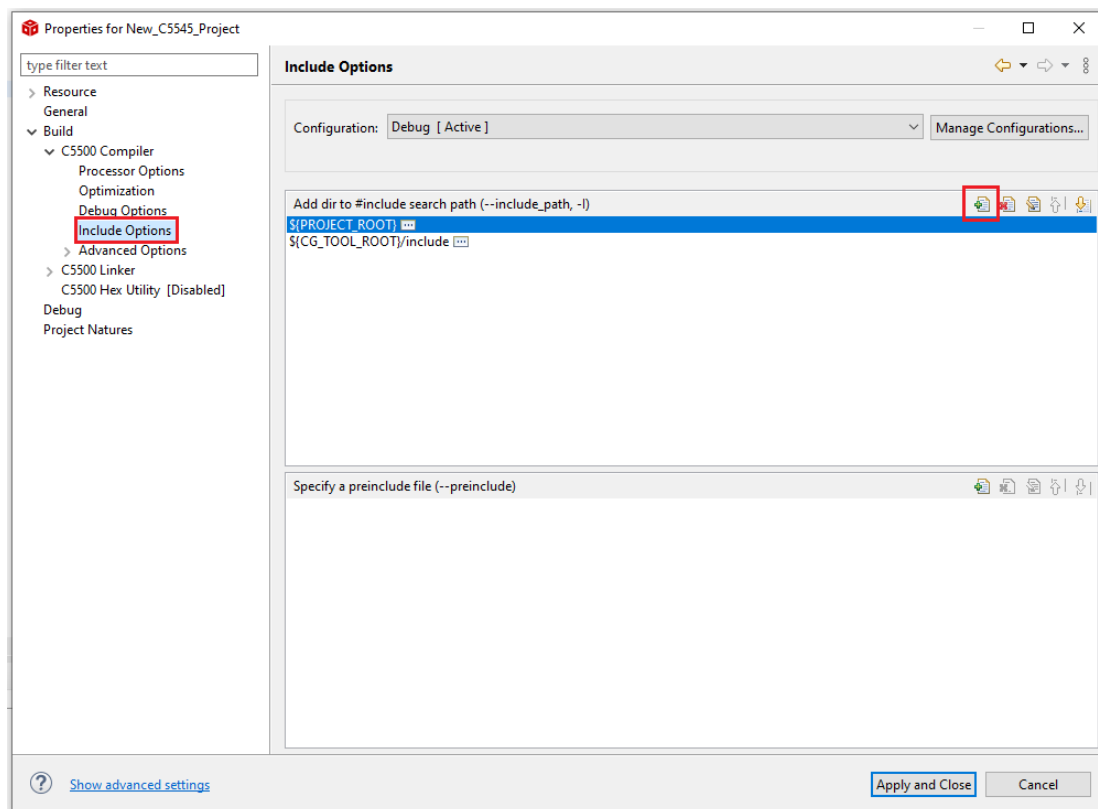 Properties for New_C5545_Project
type filter text
Resource
General
Build
C5500 Compiler
Processor Options
Optimization
Debug Options
Include Options
Advanced Options
C5500 Linker
C5500 Hex Utility [Disabled]
Debug
Project Natures
Include Options
Configuration: Debug [ Active ] Manage Configurations...
Add dir to #include search path (--include_path, -I)
${PROJECT_ROOT}
${CG_TOOL_ROOT}/include
Specify a preinclude file (--preinclude)
? Show advanced settings Apply and Close Cancel